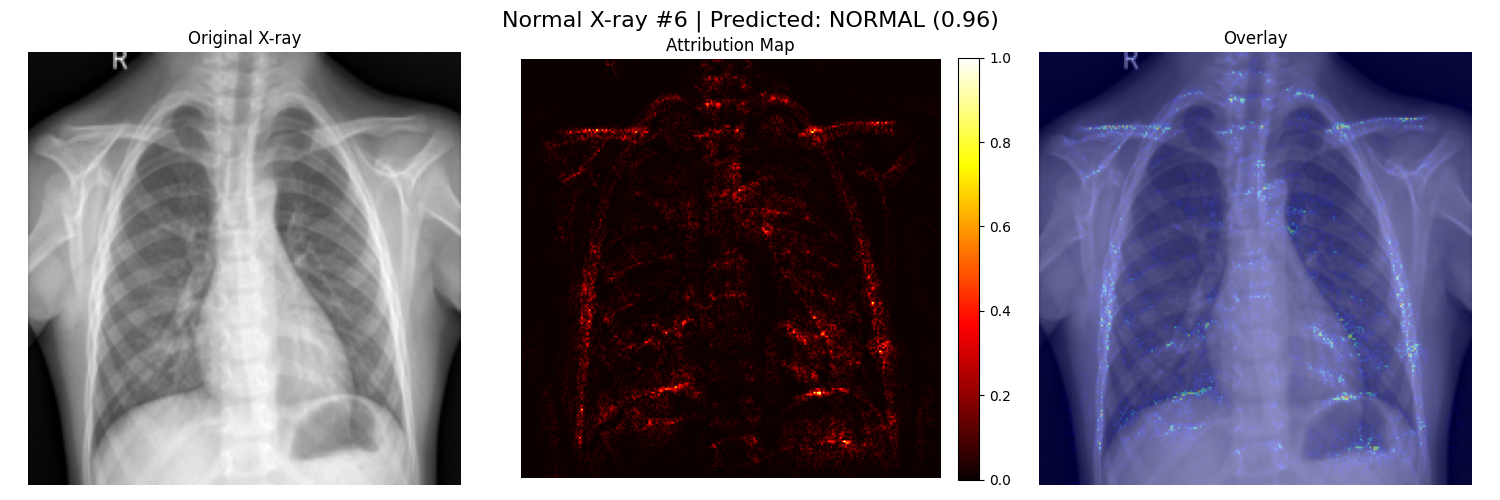 Normal X-ray #6 | Predicted: NORMAL (0.96)
Original X-ray
Attribution Map
Overlay
R
R
1.0
0.8
0.6
0.4
0.2
0.0